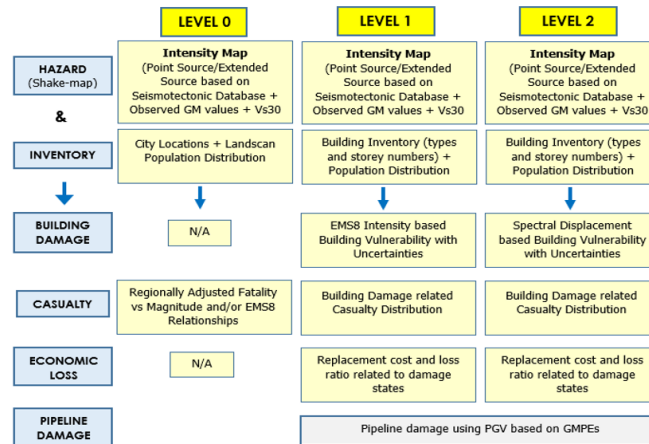 LEVEL 0
LEVEL 1
LEVEL 2
HAZARD
(Shake-map)
Intensity Map
(Point Source/Extended
Source based on
Seismotectonic Database +
Observed GM values + Vs30
Intensity Map
(Point Source/Extended
Source based on
Seismotectonic Database +
Observed GM values + Vs30
Intensity Map
(Point Source/Extended
Source based on
Seismotectonic Database +
Observed GM values + Vs30
&
INVENTORY
City Locations + Landscan
Population Distribution
Building Inventory (types
and storey numbers) +
Population Distribution
Building Inventory (types
and storey numbers) +
Population Distribution
BUILDING
DAMAGE
N/A
EMS8 Intensity based
Building Vulnerability with
Uncertainties
Spectral Displacement
based Building Vulnerability
with Uncertainties
CASUALTY
Regionally Adjusted Fatality
vs Magnitude and/or EMS8
Relationships
Building Damage related
Casualty Distribution
Building Damage related
Casualty Distribution
ECONOMIC
LOSS
N/A
Replacement cost and loss
ratio related to damage
states
Replacement cost and loss
ratio related to damage
states
PIPELINE
DAMAGE
Pipeline damage using PGV based on GMPEs